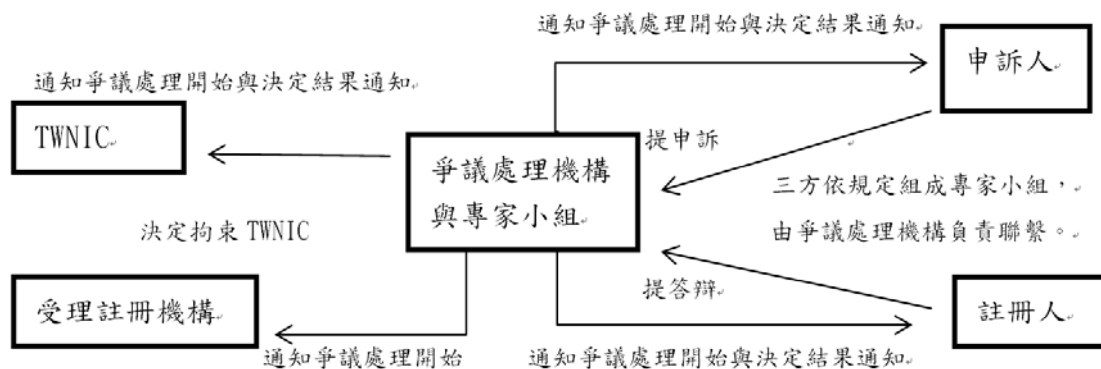 通知爭議處理開始與決定結果通知
申訴人
通知爭議處理開始與決定結果通知
TWNIC
爭議處理機構
與專家小組
提申訴
三方依規定組成專家小組，
由爭議處理機構負責聯繫。
決定拘束 TWNIC
受理註冊機構
提答辯
註冊人
通知爭議處理開始
通知爭議處理開始與決定結果通知